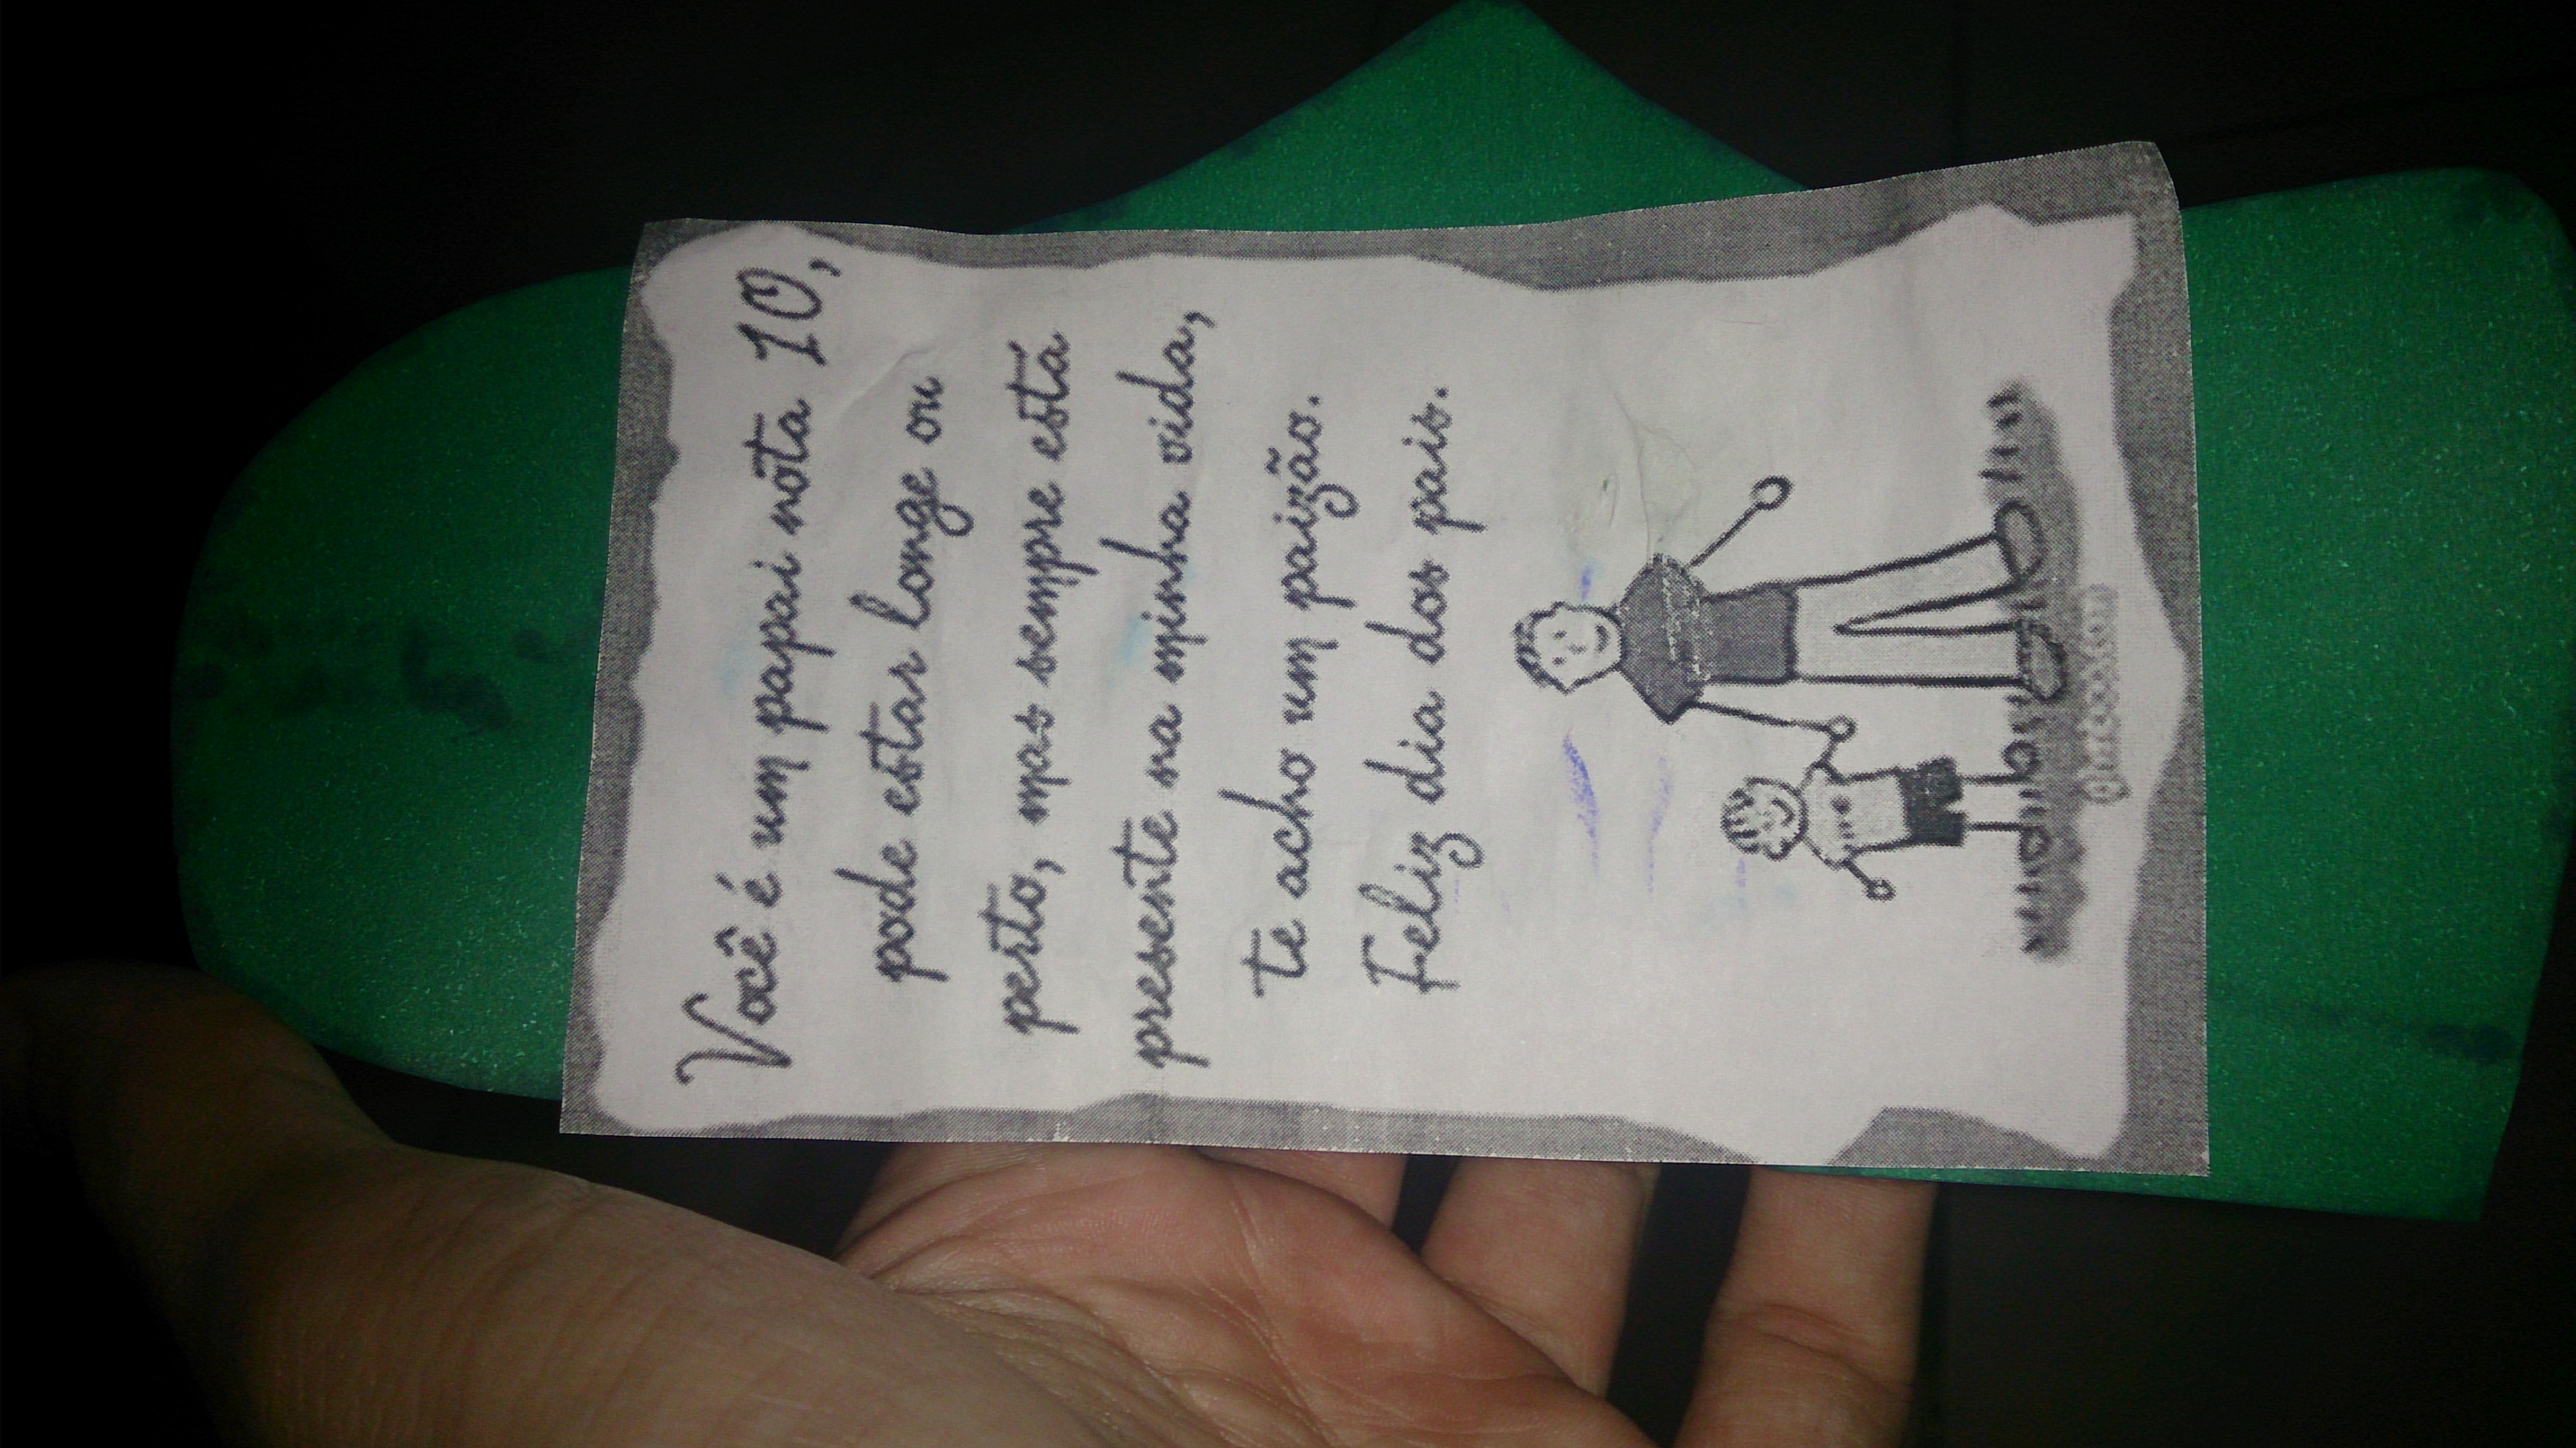 Você é um papai nota 10,
pode estar longe ou
perto, mas sempre está
presente na minha vida,
te acho um paizão.
Feliz dia dos pais.